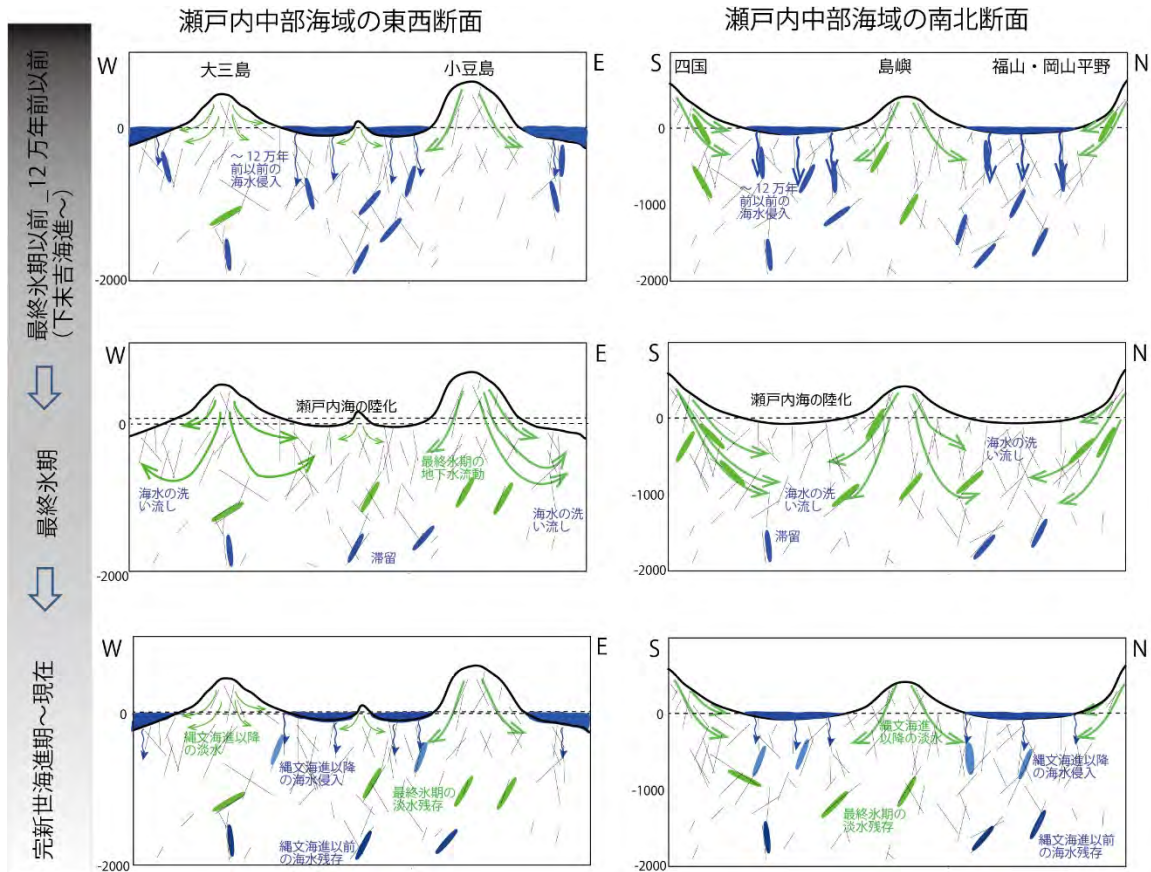 瀬戸内中部海域の東西断面
瀬戸内中部海域の南北断面
最終氷期以前_12万年前以前
(下末吉海進～)
最終氷期
完新世海進期～現在
W
E
大三島
小豆島
0
-2000
～12万年
前以前の
海水侵入
S
N
四国
島嶼
福山・岡山平野
0
-1000
-2000
～12万年
前以前の
海水侵入
W
E
瀬戸内海の陸化
0
-2000
海水の洗
い流し
最終氷期の
地下水流動
海水の洗
い流し
滞留
S
N
瀬戸内海の陸化
0
-1000
-2000
海水の洗
い流し
海水の洗
い流し
滞留
W
E
0
-2000
縄文海進以降
の淡水
縄文海進以降
の海水侵入
最終氷期の
淡水残存
縄文海進以前
の海水残存
S
N
0
-1000
-2000
縄文海進
以降の淡水
縄文海進以降
の海水侵入
最終氷期の
淡水残存
縄文海進以前
の海水残存